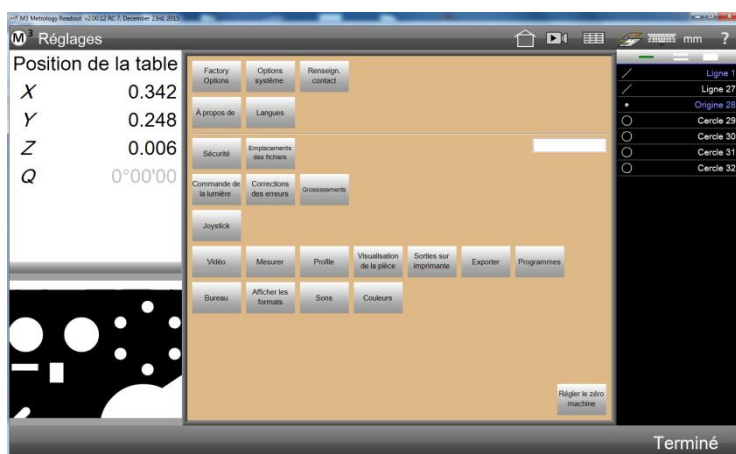 M3 Metrology Readout v2.00.12 RC 7, December 23rd, 2015
M3 Réglages
mm ?
Position de la table
X 0.342
Y 0.248
Z 0.006
Q 0°00'00
Factory Options
Options système
Renseign. contact
À propos de
Langues
Sécurité
Emplacements des fichiers
Commande de la lumière
Corrections des erreurs
Grossissements
Joystick
Vidéo
Mesurer
Profile
Visualisation de la pièce
Sorties sur imprimante
Exporter
Programmes
Bureau
Afficher les formats
Sons
Couleurs
Régler le zéro machine
Ligne 1
Ligne 27
Origine 28
Cercle 29
Cercle 30
Cercle 31
Cercle 32
Terminé